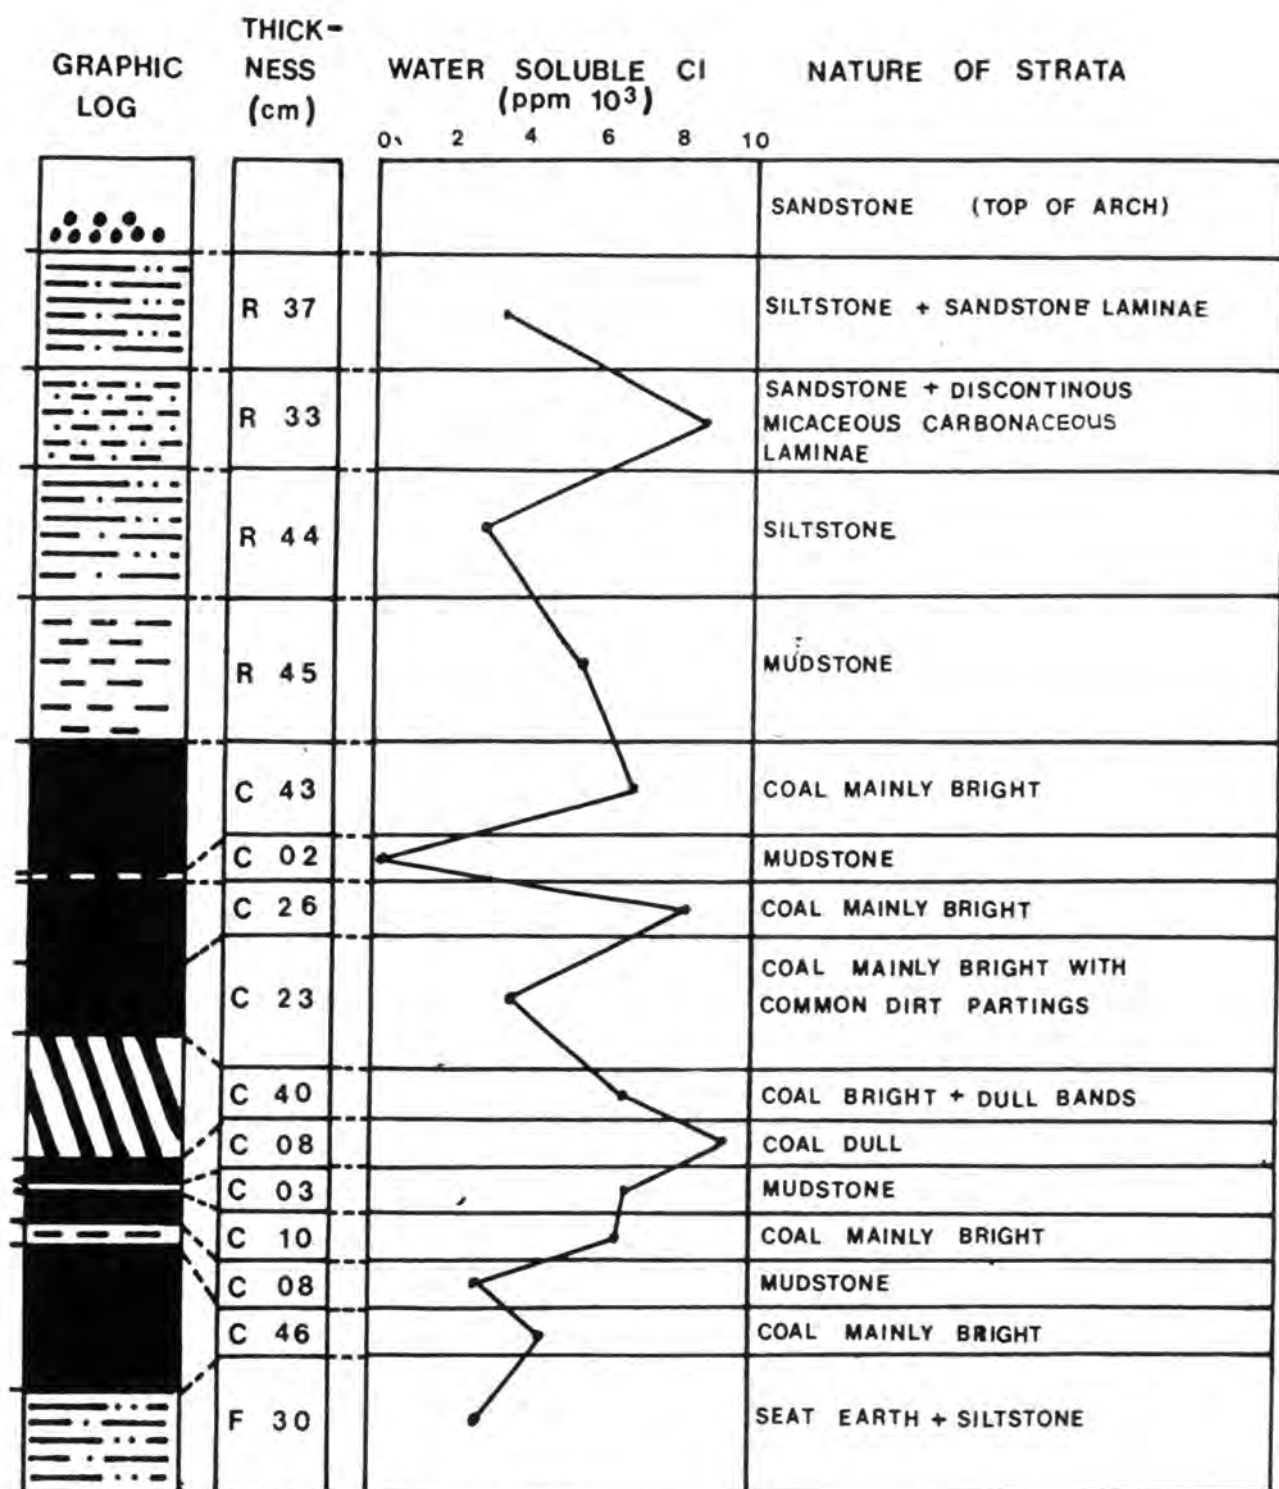 GRAPHIC LOG
THICK-NESS (cm)
WATER SOLUBLE Cl
(ppm 10³)
NATURE OF STRATA
0 2 4 6 8 10
SANDSTONE (TOP OF ARCH)
R 37
SILTSTONE + SANDSTONE LAMINAE
R 33
SANDSTONE + DISCONTINOUS
MICACEOUS CARBONACEOUS
LAMINAE
R 44
SILTSTONE
R 45
MUDSTONE
C 43
COAL MAINLY BRIGHT
C 02
MUDSTONE
C 26
COAL MAINLY BRIGHT
C 23
COAL MAINLY BRIGHT WITH
COMMON DIRT PARTINGS
C 40
COAL BRIGHT + DULL BANDS
C 08
COAL DULL
C 03
MUDSTONE
C 10
COAL MAINLY BRIGHT
C 08
MUDSTONE
C 46
COAL MAINLY BRIGHT
F 30
SEAT EARTH + SILTSTONE